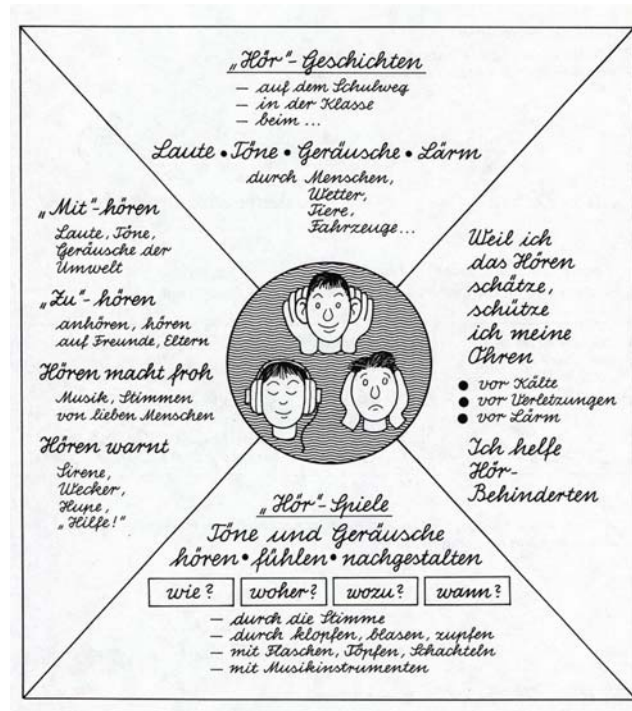 „Hör"-Geschichten
– auf dem Schulweg
– in der Klasse
– beim ...
Laute • Töne • Geräusche • Lärm
durch Menschen,
Wetter,
Tiere,
Fahrzeuge...
„Mit"-hören
Laute, Töne,
Geräusche der
Umwelt
„Zu"-hören
anhören, hören
auf Freunde, Eltern
Hören macht froh
Musik, Stimmen
von lieben Menschen
Hören warnt
Sirene,
Wecker,
Hupe,
„Hilfe!"
Weil ich
das Hören
schätze,
schütze
ich meine
Ohren
• vor Kälte
• vor Verletzungen
• vor Lärm
Ich helfe
Hör-
Behinderten
„Hör"-Spiele
Töne und Geräusche
hören • fühlen • nachgestalten
wie? woher? wozu? wann?
– durch die Stimme
– durch klopfen, blasen, zupfen
– mit Flaschen, Töpfen, Schachteln
– mit Musikinstrumenten